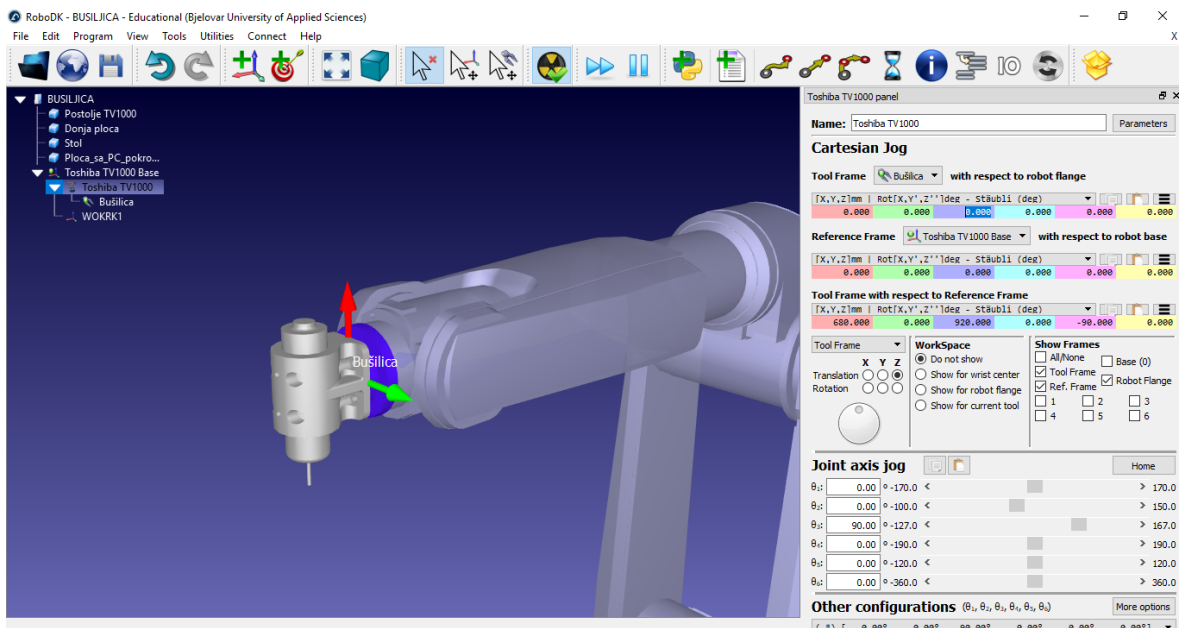 RoboDK - BUSILJICA - Educational (Bjelovar University of Applied Sciences)
File Edit Program View Tools Utilities Connect Help X
IO
BUSILJICA
Postolje TV1000
Donja ploca
Stol
Ploca_sa_PC_pokro...
Toshiba TV1000 Base
Toshiba TV1000
Bušilica
WOKRK1
Bušilica
Toshiba TV1000 panel
Name: Toshiba TV1000 Parameters
Cartesian Jog
Tool Frame Bušilica with respect to robot flange
[X,Y,Z]mm | Rot[X,Y',Z'']deg - Stäubli (deg)
0.000 0.000 0.000 0.000 0.000 0.000
Reference Frame Toshiba TV1000 Base with respect to robot base
[X,Y,Z]mm | Rot[X,Y',Z'']deg - Stäubli (deg)
0.000 0.000 0.000 0.000 0.000 0.000
Tool Frame with respect to Reference Frame
[X,Y,Z]mm | Rot[X,Y',Z'']deg - Stäubli (deg)
680.000 0.000 920.000 0.000 -90.000 0.000
Tool Frame
X Y Z
Translation
Rotation
WorkSpace
Do not show
Show for wrist center
Show for robot flange
Show for current tool
Show Frames
All/None Base (0)
Tool Frame
Ref. Frame Robot Flange
1 2 3
4 5 6
Joint axis jog Home
θ₁: 0.00 ° -170.0 < > 170.0
θ₂: 0.00 ° -100.0 < > 150.0
θ₃: 90.00 ° -127.0 < > 167.0
θ₄: 0.00 ° -190.0 < > 190.0
θ₅: 0.00 ° -120.0 < > 120.0
θ₆: 0.00 ° -360.0 < > 360.0
Other configurations (θ₁, θ₂, θ₃, θ₄, θ₅, θ₆) More options